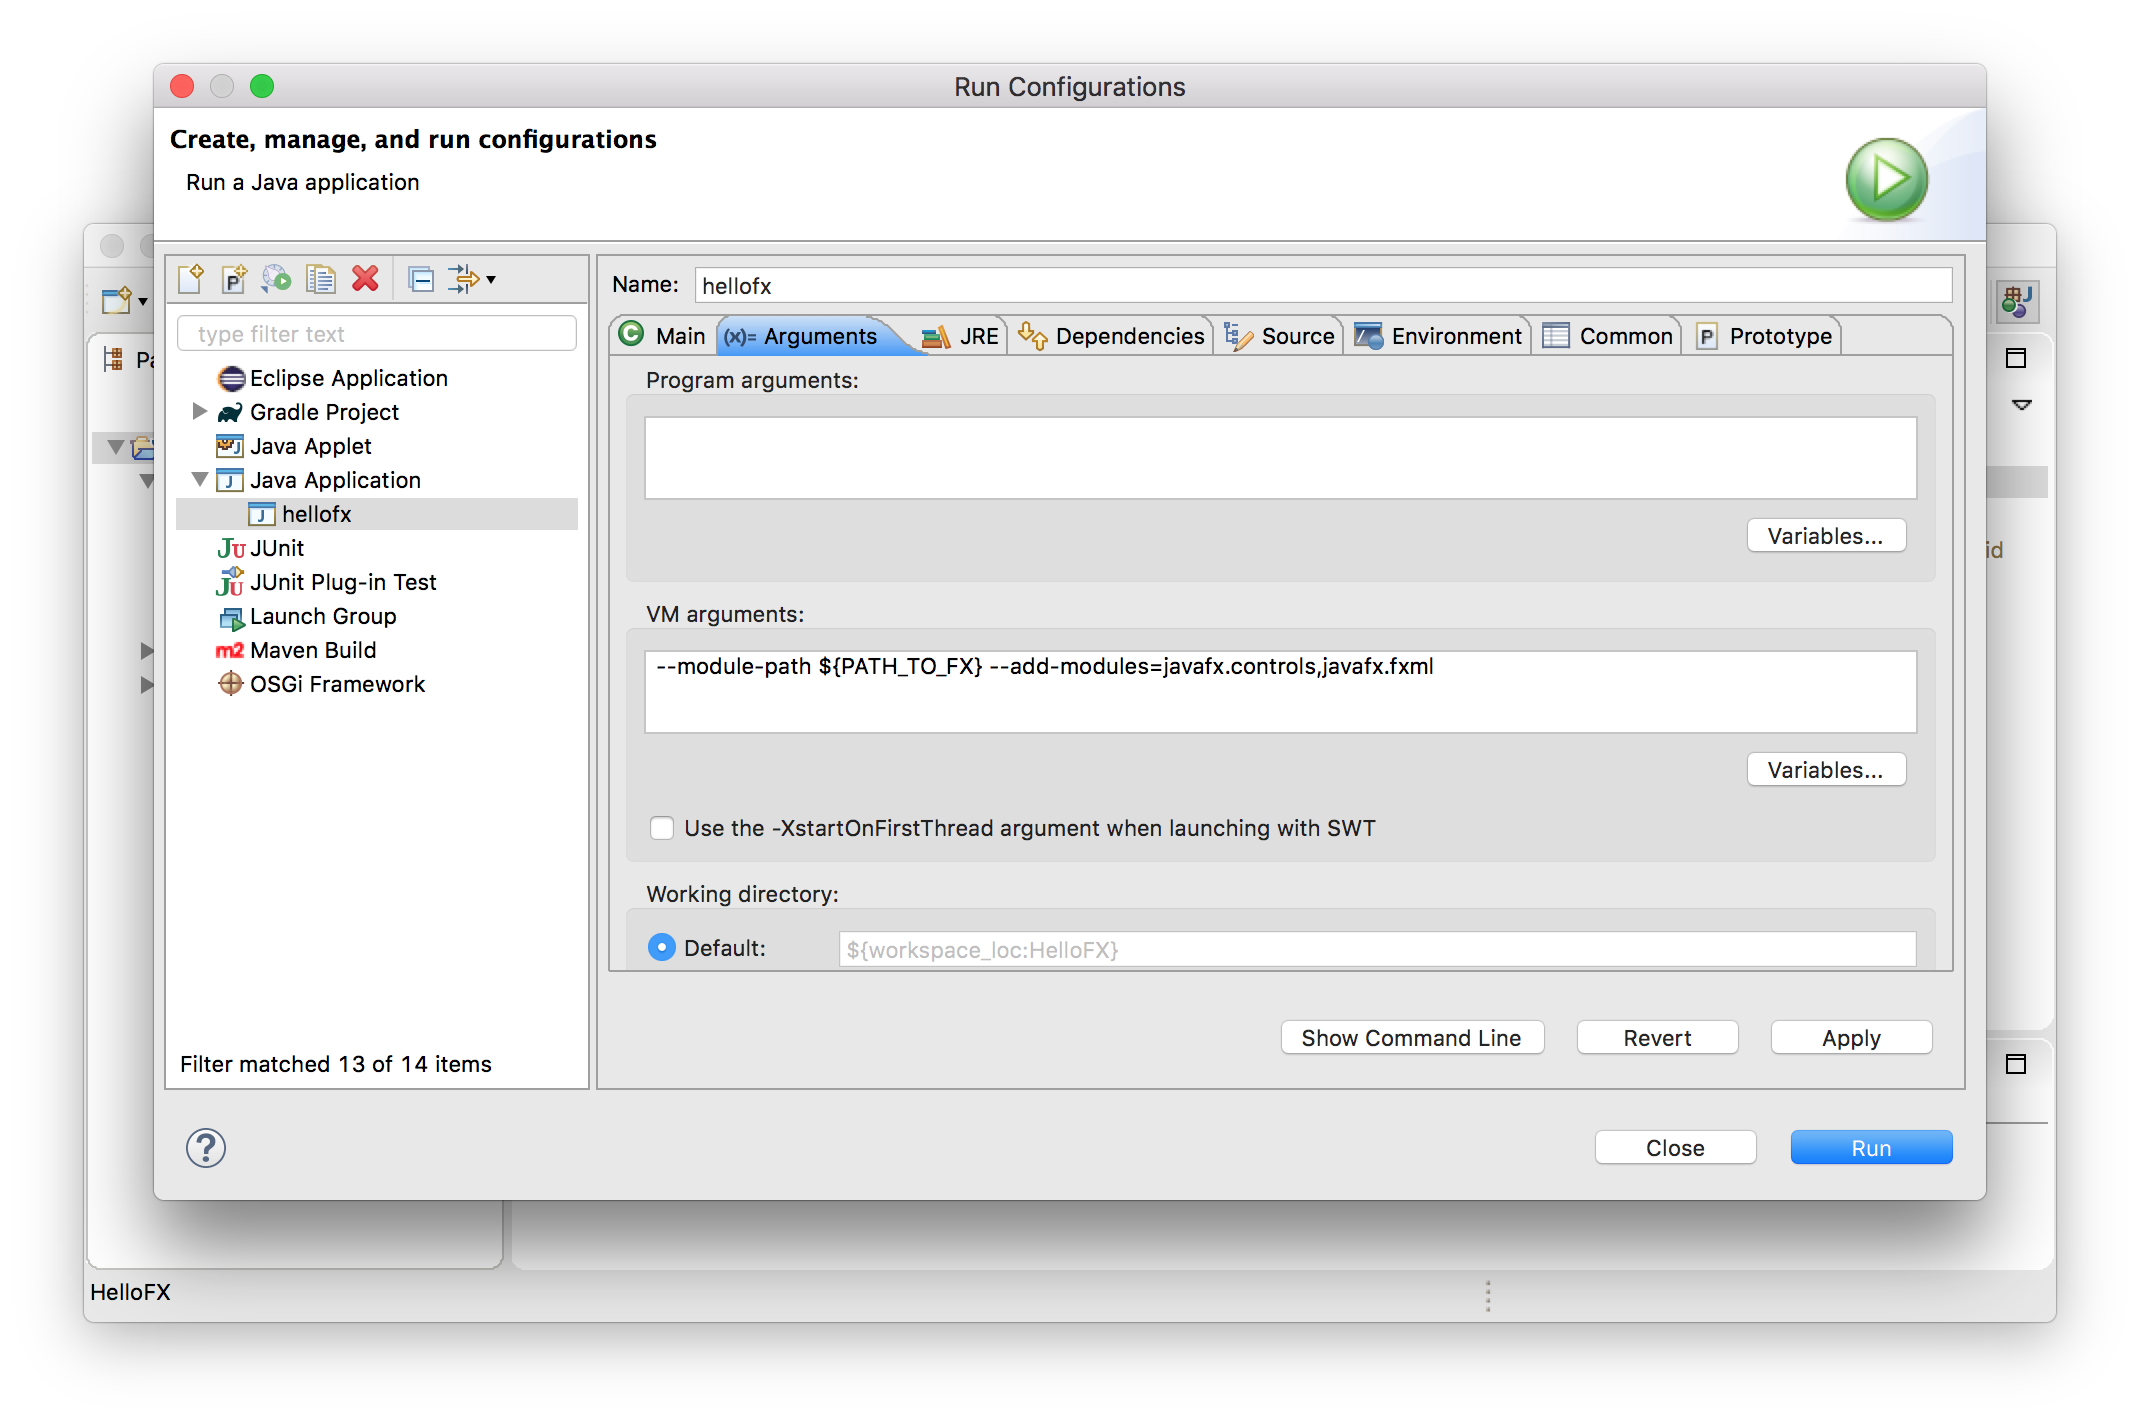 Run Configurations
Create, manage, and run configurations
Run a Java application
type filter text
Eclipse Application
Gradle Project
Java Applet
Java Application
hellofx
JUnit
JUnit Plug-in Test
Launch Group
Maven Build
OSGi Framework
Filter matched 13 of 14 items
Name: hellofx
Main (x)= Arguments JRE Dependencies Source Environment Common Prototype
Program arguments:
Variables...
VM arguments:
--module-path ${PATH_TO_FX} --add-modules=javafx.controls,javafx.fxml
Variables...
Use the -XstartOnFirstThread argument when launching with SWT
Working directory:
Default: ${workspace_loc:HelloFX}
Show Command Line Revert Apply
Close Run
HelloFX